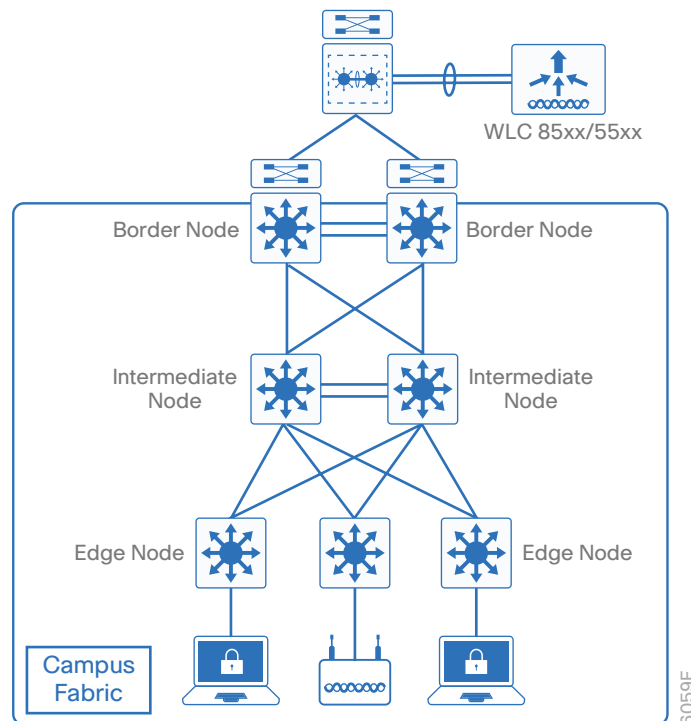 WLC 85xx/55xx
Border Node
Border Node
Intermediate
Node
Intermediate
Node
Edge Node
Edge Node
Campus
Fabric